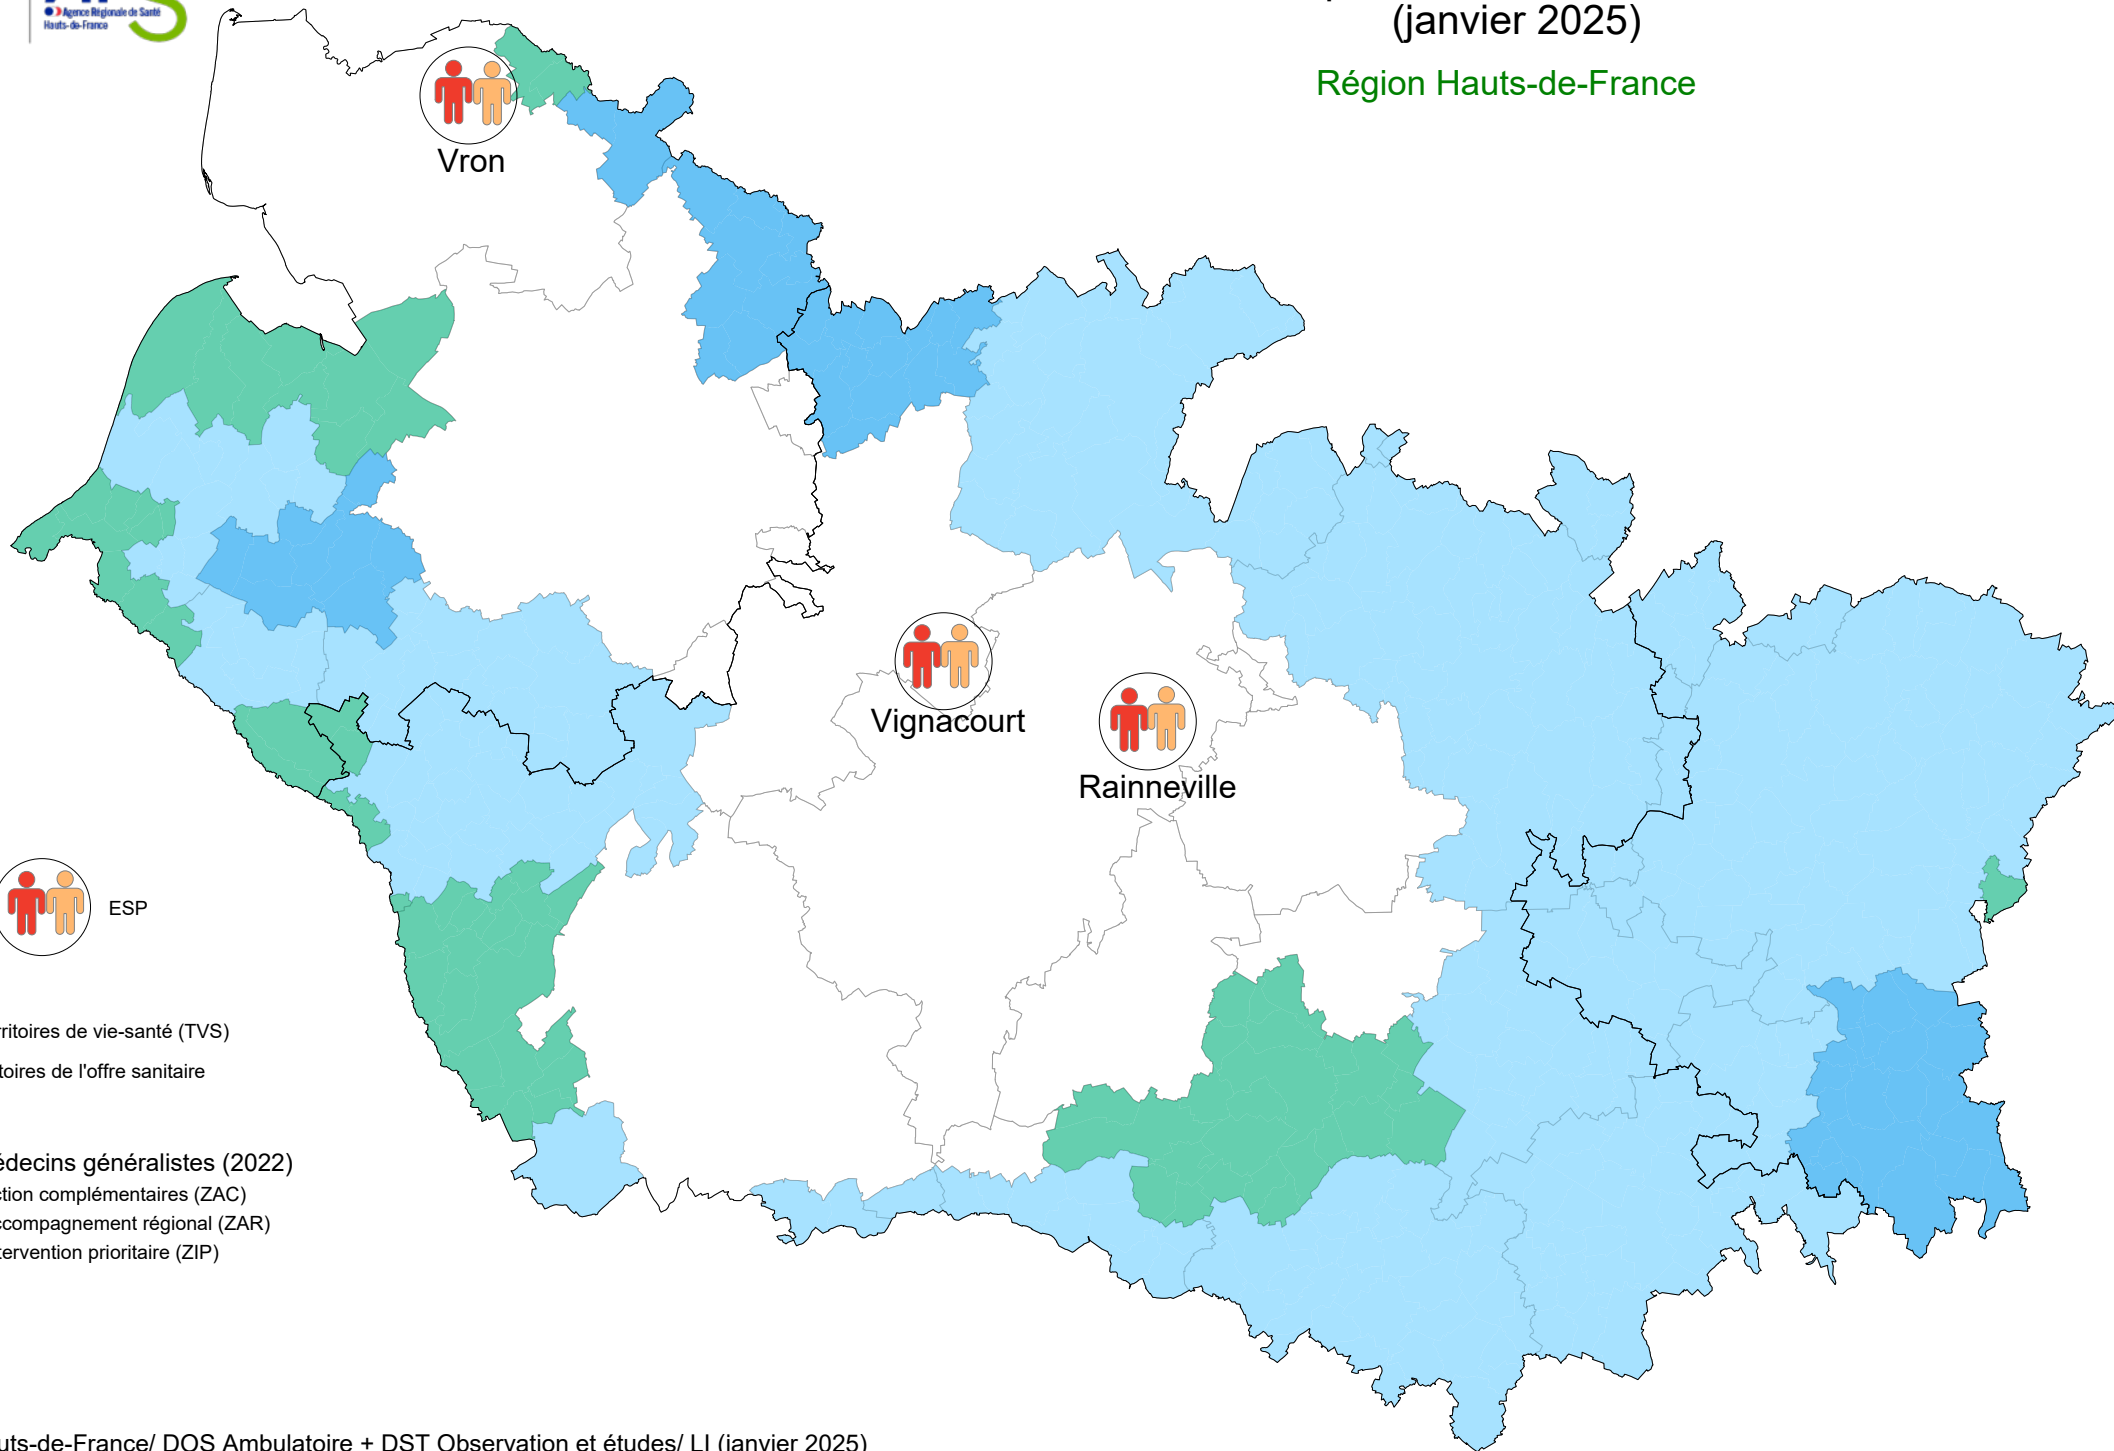 Agence Régionale de Santé
Hauts-de-France
(janvier 2025)
Région Hauts-de-France
Vron
Vignacourt
Rainneville
ESP
ritoires de vie-santé (TVS)
toires de l'offre sanitaire
édecins généralistes (2022)
ction complémentaires (ZAC)
ccompagnement régional (ZAR)
tervention prioritaire (ZIP)
uts-de-France/ DOS Ambulatoire + DST Observation et études/ LI (janvier 2025)